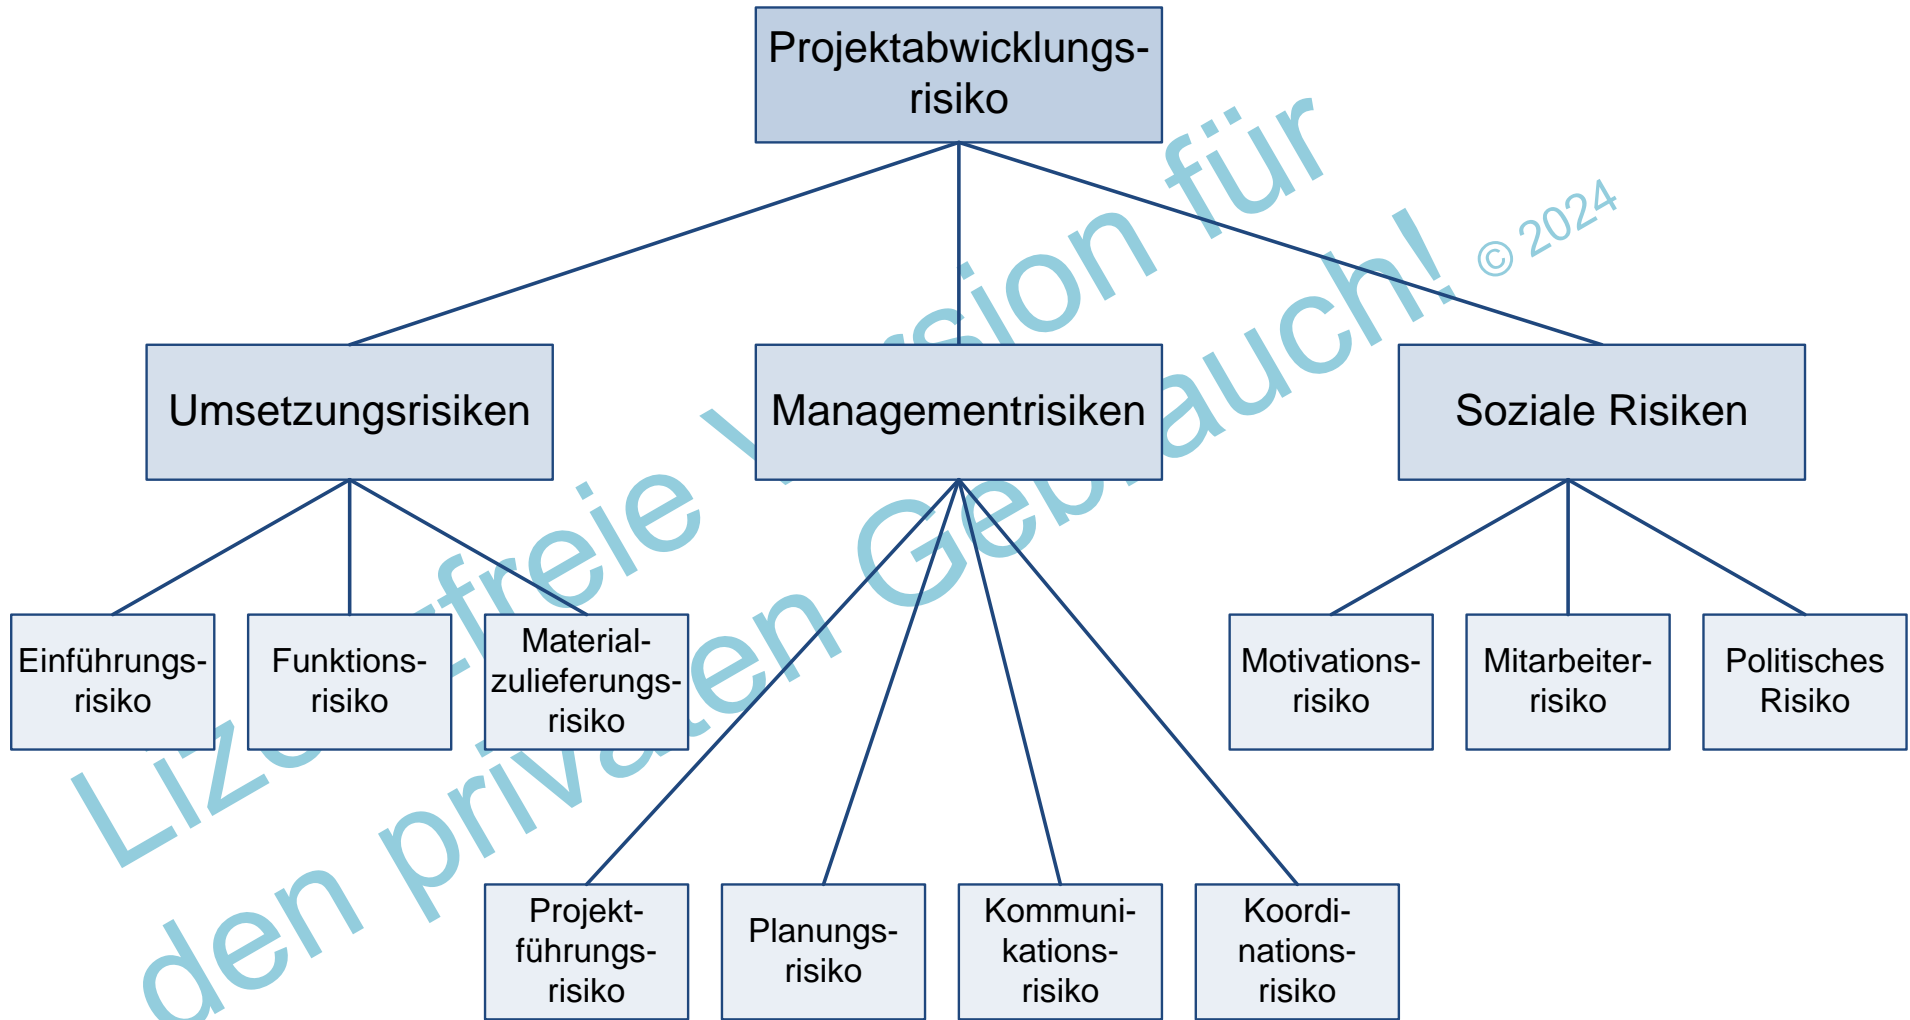 Projektabwicklungs-
risiko
Umsetzungsrisiken
Managementrisiken
Soziale Risiken
Einführungs-
risiko
Funktions-
risiko
Material-
zulieferungs-
risiko
Motivations-
risiko
Mitarbeiter-
risiko
Politisches
Risiko
Projekt-
führungs-
risiko
Planungs-
risiko
Kommuni-
kations-
risiko
Koordi-
nations-
risiko
Lizenzfreie Version für
den privaten Gebrauch! © 2024